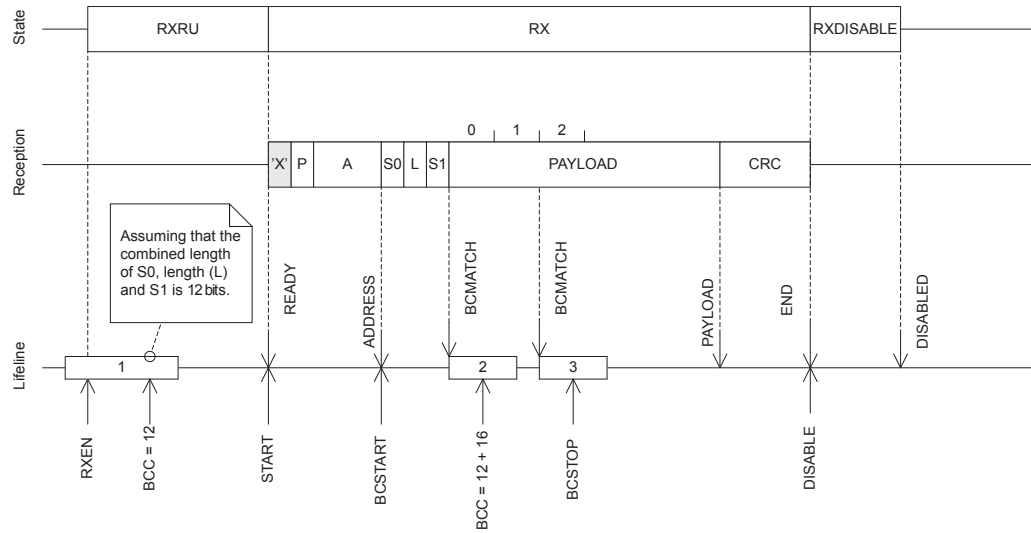 State
RXRU
RX
RXDISABLE
Reception
0 1 2
'X' P A S0 L S1 PAYLOAD CRC
Assuming that the
combined length
of S0, length (L)
and S1 is 12 bits.
READY
ADDRESS
BCMATCH
BCMATCH
PAYLOAD
END
DISABLED
Lifeline
1
2
3
RXEN
BCC = 12
START
BCSTART
BCC = 12 + 16
BCSTOP
DISABLE